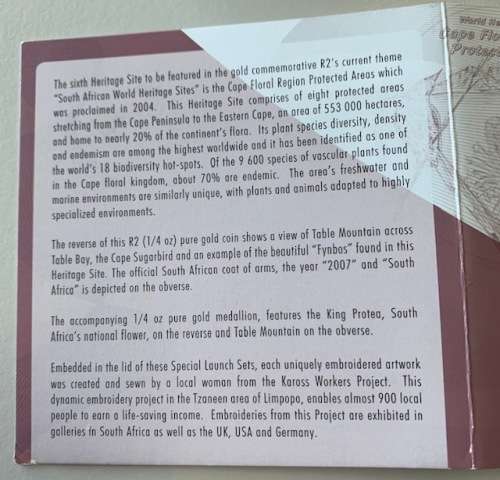 The sixth Heritage Site to be featured in the gold commemorative R2's current theme
"South African World Heritage Sites" is the Cape Floral Region Protected Areas which
was proclaimed in 2004. This Heritage Site comprises of eight protected areas
stretching from the Cape Peninsula to the Eastern Cape, an area of 553 000 hectares,
and home to nearly 20% of the continent's flora. Its plant species diversity, density
and endemism are among the highest worldwide and it has been identified as one of
the world's 18 biodiversity hot-spots. Of the 9 600 species of vascular plants found
in the Cape floral kingdom, about 70% are endemic. The area's freshwater and
marine environments are similarly unique, with plants and animals adapted to highly
specialized environments.
The reverse of this R2 (1/4 oz) pure gold coin shows a view of Table Mountain across
Table Bay, the Cape Sugarbird and an example of the beautiful "Fynbos" found in this
Heritage Site. The official South African coat of arms, the year "2007" and "South
Africa" is depicted on the obverse.
The accompanying 1/4 oz pure gold medallion, features the King Protea, South
Africa's national flower, on the reverse and Table Mountain on the obverse.
Embedded in the lid of these Special Launch Sets, each uniquely embroidered artwork
was created and sewn by a local woman from the Kaross Workers Project. This
dynamic embroidery project in the Tzaneen area of Limpopo, enables almost 900 local
people to earn a life-saving income. Embroideries from this Project are exhibited in
galleries in South Africa as well as the UK, USA and Germany.
World He
Cape Flo
Protec